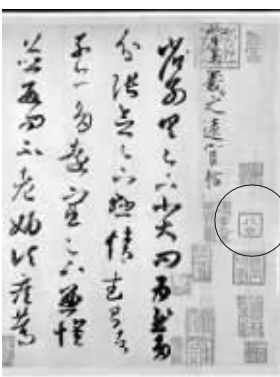 晉王羲之遠宦帖
省別具足下小大問為慰多
分張念足下懸情武昌諸
子亦多遠宦足下兼懷
並數問不老婦頃疾篤